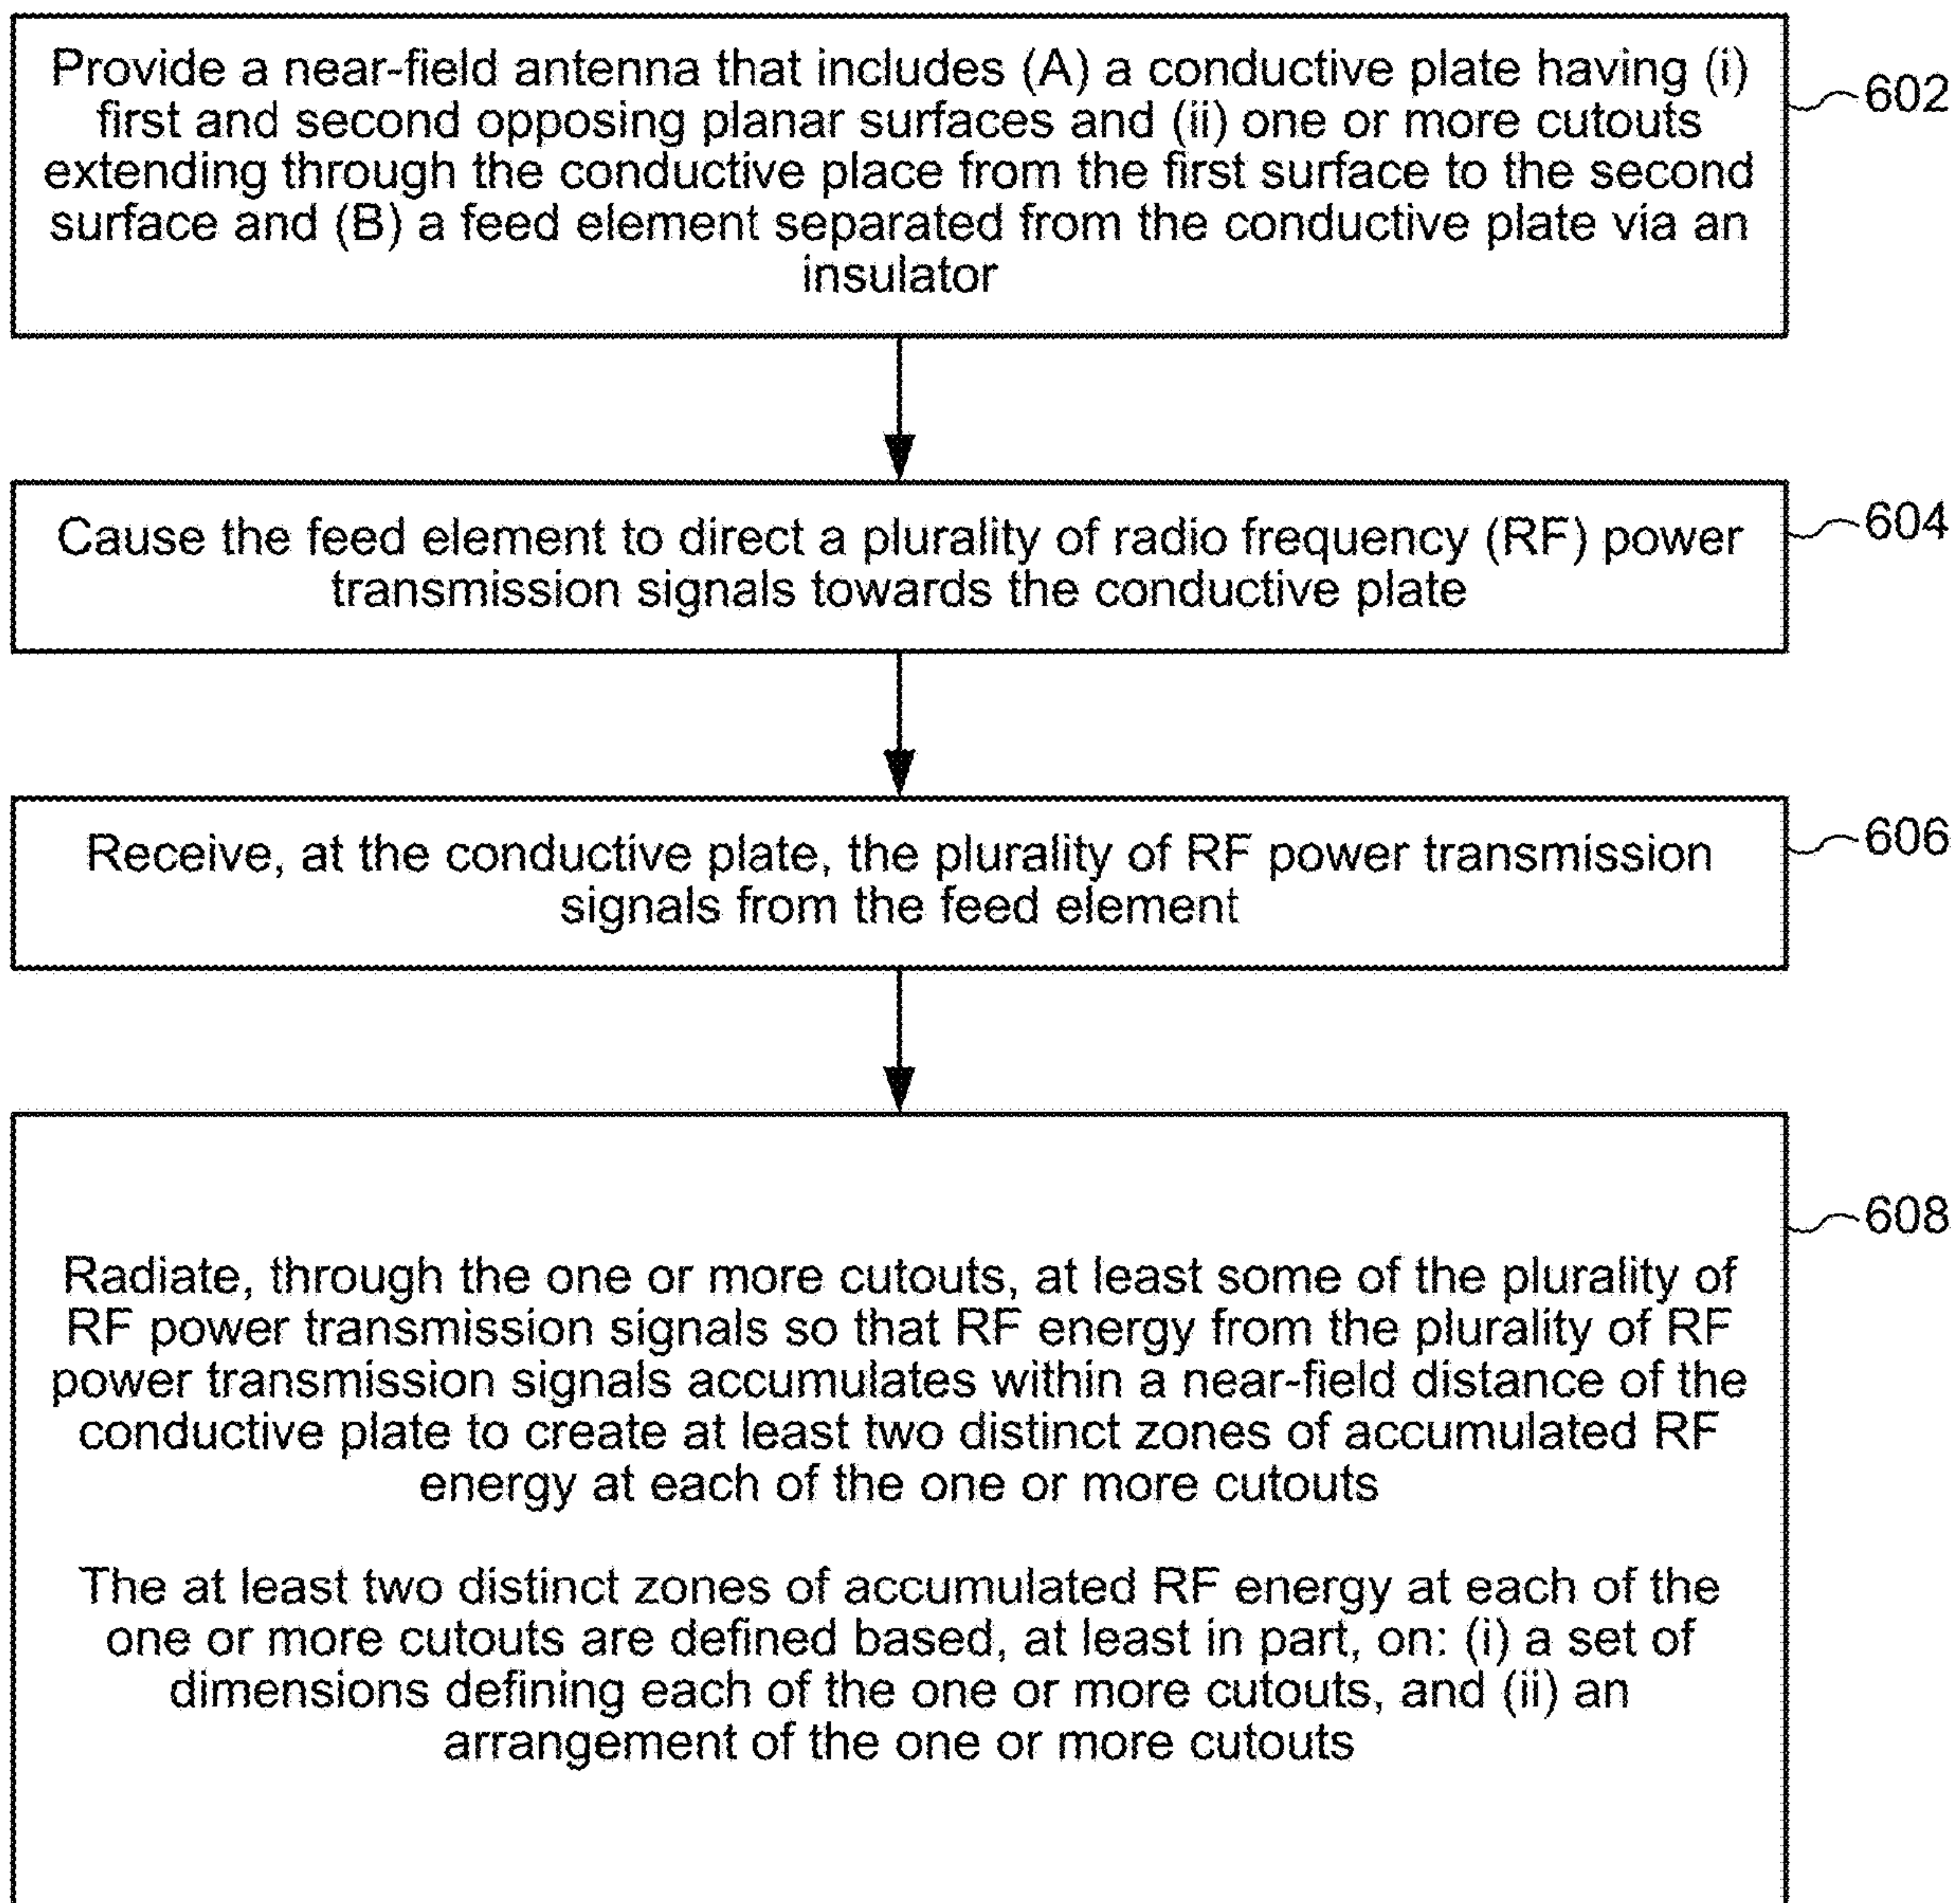 Provide a near-field antenna that includes (A) a conductive plate having (i)
first and second opposing planar surfaces and (ii) one or more cutouts
extending through the conductive place from the first surface to the second
surface and (B) a feed element separated from the conductive plate via an
insulator
602
Cause the feed element to direct a plurality of radio frequency (RF) power
transmission signals towards the conductive plate
604
Receive, at the conductive plate, the plurality of RF power transmission
signals from the feed element
606
Radiate, through the one or more cutouts, at least some of the plurality of
RF power transmission signals so that RF energy from the plurality of RF
power transmission signals accumulates within a near-field distance of the
conductive plate to create at least two distinct zones of accumulated RF
energy at each of the one or more cutouts
The at least two distinct zones of accumulated RF energy at each of the
one or more cutouts are defined based, at least in part, on: (i) a set of
dimensions defining each of the one or more cutouts, and (ii) an
arrangement of the one or more cutouts
608